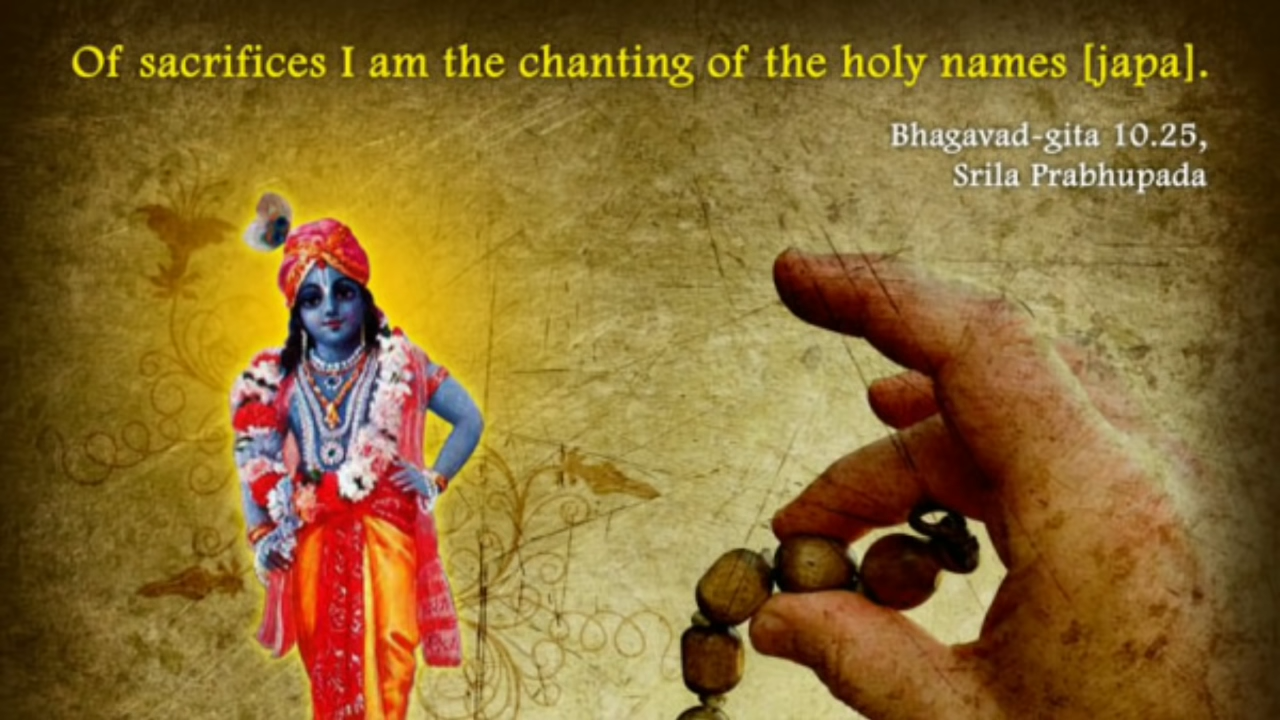 Of sacrifices I am the chanting of the holy names [japa].
Bhagavad-gita 10.25,
Srila Prabhupada